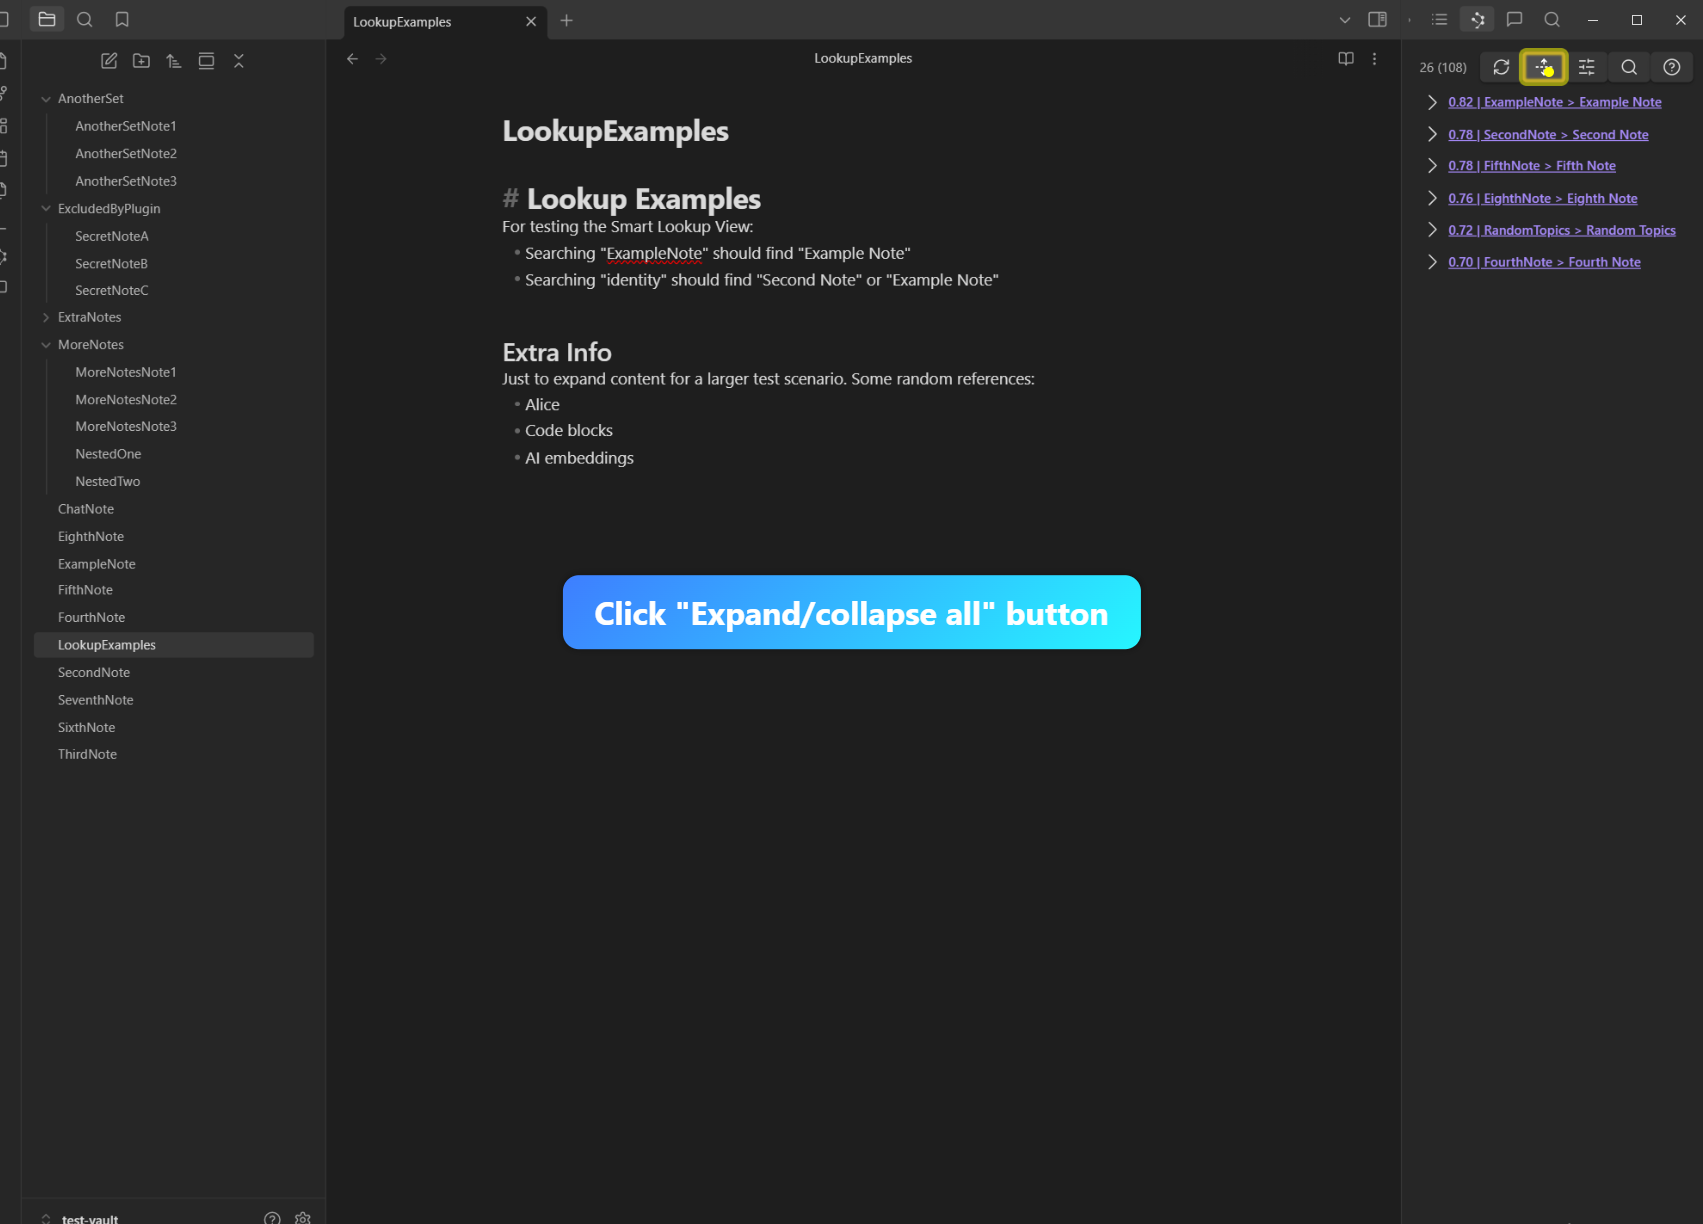 LookupExamples
LookupExamples
26 (108)
AnotherSet
AnotherSetNote1
AnotherSetNote2
AnotherSetNote3
ExcludedByPlugin
SecretNoteA
SecretNoteB
SecretNoteC
ExtraNotes
MoreNotes
MoreNotesNote1
MoreNotesNote2
MoreNotesNote3
NestedOne
NestedTwo
ChatNote
EighthNote
ExampleNote
FifthNote
FourthNote
LookupExamples
SecondNote
SeventhNote
SixthNote
ThirdNote
test-vault
LookupExamples
# Lookup Examples
For testing the Smart Lookup View:
• Searching "ExampleNote" should find "Example Note"
• Searching "identity" should find "Second Note" or "Example Note"
Extra Info
Just to expand content for a larger test scenario. Some random references:
• Alice
• Code blocks
• AI embeddings
Click "Expand/collapse all" button
0.82 | ExampleNote > Example Note
0.78 | SecondNote > Second Note
0.78 | FifthNote > Fifth Note
0.76 | EighthNote > Eighth Note
0.72 | RandomTopics > Random Topics
0.70 | FourthNote > Fourth Note